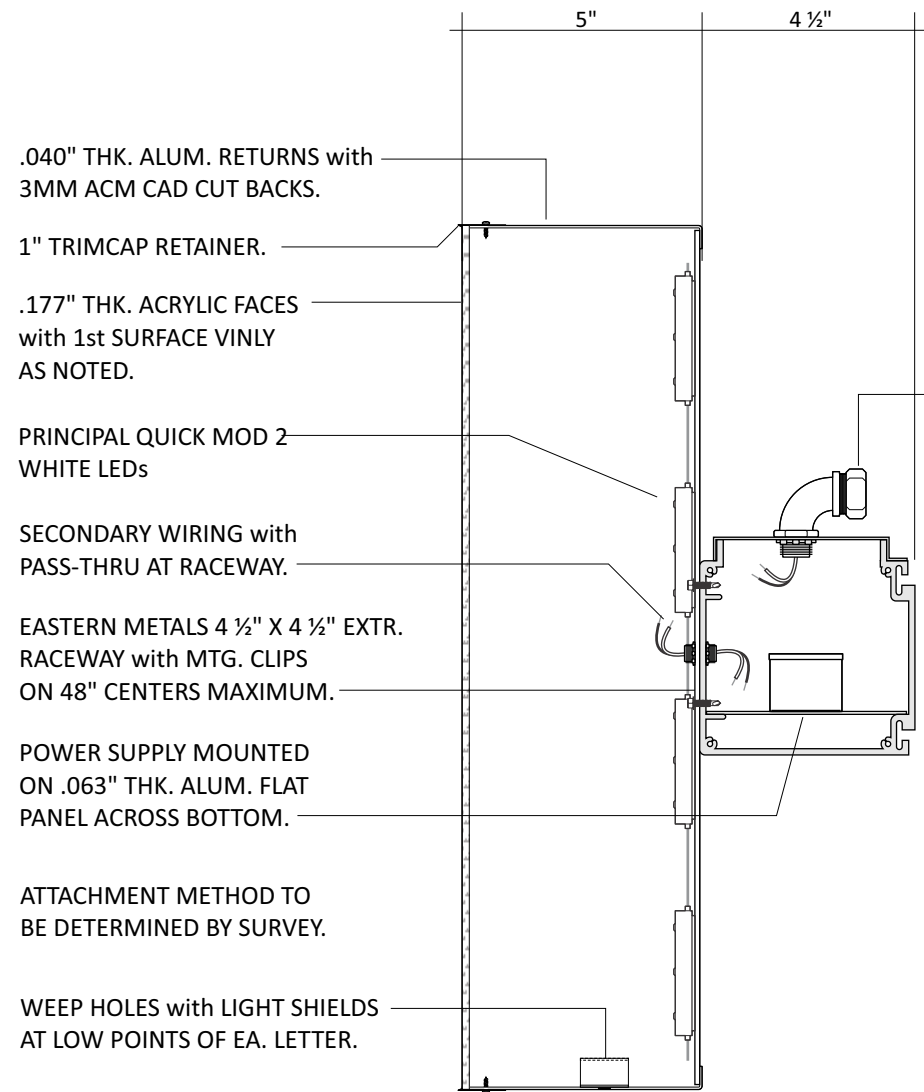 5" 4 ½"
.040" THK. ALUM. RETURNS with
3MM ACM CAD CUT BACKS.
1" TRIMCAP RETAINER.
.177" THK. ACRYLIC FACES
with 1st SURFACE VINLY
AS NOTED.
PRINCIPAL QUICK MOD 2
WHITE LEDs
SECONDARY WIRING with
PASS-THRU AT RACEWAY.
EASTERN METALS 4 ½" X 4 ½" EXTR.
RACEWAY with MTG. CLIPS
ON 48" CENTERS MAXIMUM.
POWER SUPPLY MOUNTED
ON .063" THK. ALUM. FLAT
PANEL ACROSS BOTTOM.
ATTACHMENT METHOD TO
BE DETERMINED BY SURVEY.
WEEP HOLES with LIGHT SHIELDS
AT LOW POINTS OF EA. LETTER.